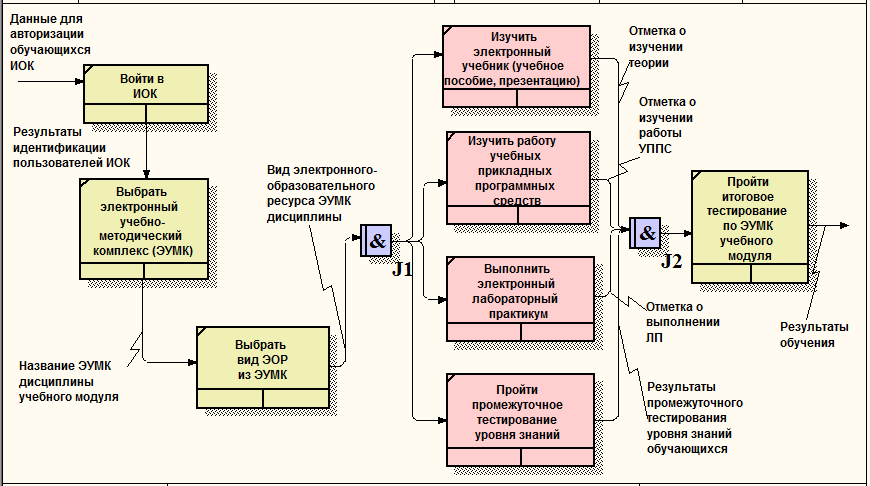 Данные для
авторизации
обучающихся
ИОК
Войти в
ИОК
Результаты
идентификации
пользователей ИОК
Выбрать
электронный
учебно-
методический
комплекс (ЭУМК)
Название ЭУМК
дисциплины
учебного модуля
Выбрать
вид ЭОР
из ЭУМК
Вид электронного-
образовательного
ресурса ЭУМК
дисциплины
&
J1
Изучить
электронный
учебник (учебное
пособие, презентацию)
Отметка о
изучении
теории
Изучить работу
учебных
прикладных
программных
средств
Отметка о
изучении
работы
УППС
Выполнить
электронный
лабораторный
практикум
Отметка о
выполнении
ЛП
Пройти
промежуточное
тестирование
уровня знаний
Результаты
промежуточного
тестирования
уровня знаний
обучающихся
&
J2
Пройти
итоговое
тестирование
по ЭУМК
учебного
модуля
Результаты
обучения